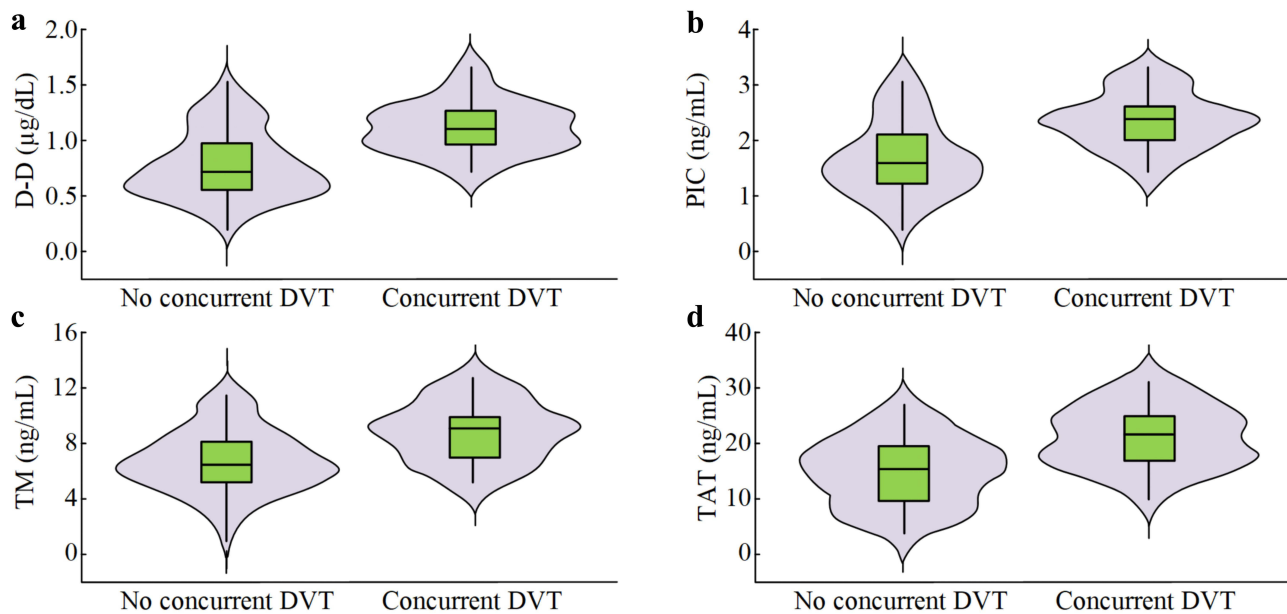 a
D-D (µg/dL)
2.0
1.5
1.0
0.5
0.0
No concurrent DVT
Concurrent DVT
b
PIC (ng/mL)
4
3
2
1
0
No concurrent DVT
Concurrent DVT
c
TM (ng/mL)
16
12
8
4
0
No concurrent DVT
Concurrent DVT
d
TAT (ng/mL)
40
30
20
10
0
No concurrent DVT
Concurrent DVT